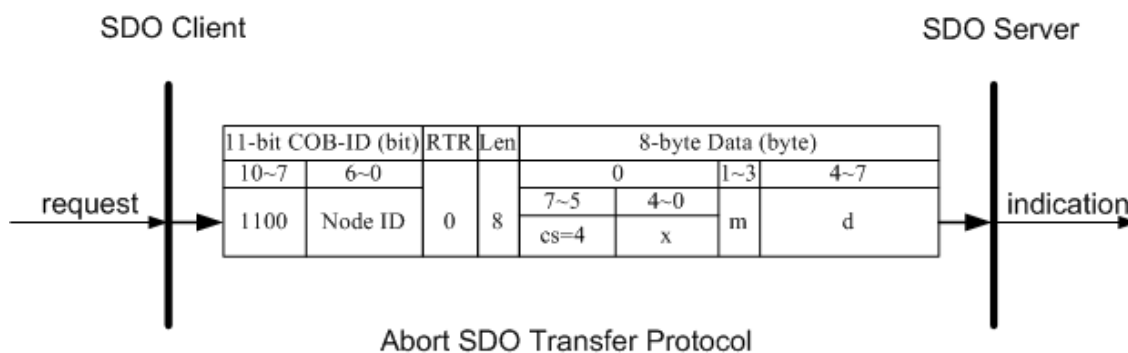 SDO Client
SDO Server
11-bit COB-ID (bit) RTR Len 8-byte Data (byte)
10~7 6~0 0 1~3 4~7
request 1100 Node ID 0 8 7~5 4~0 m d indication
cs=4 x
Abort SDO Transfer Protocol